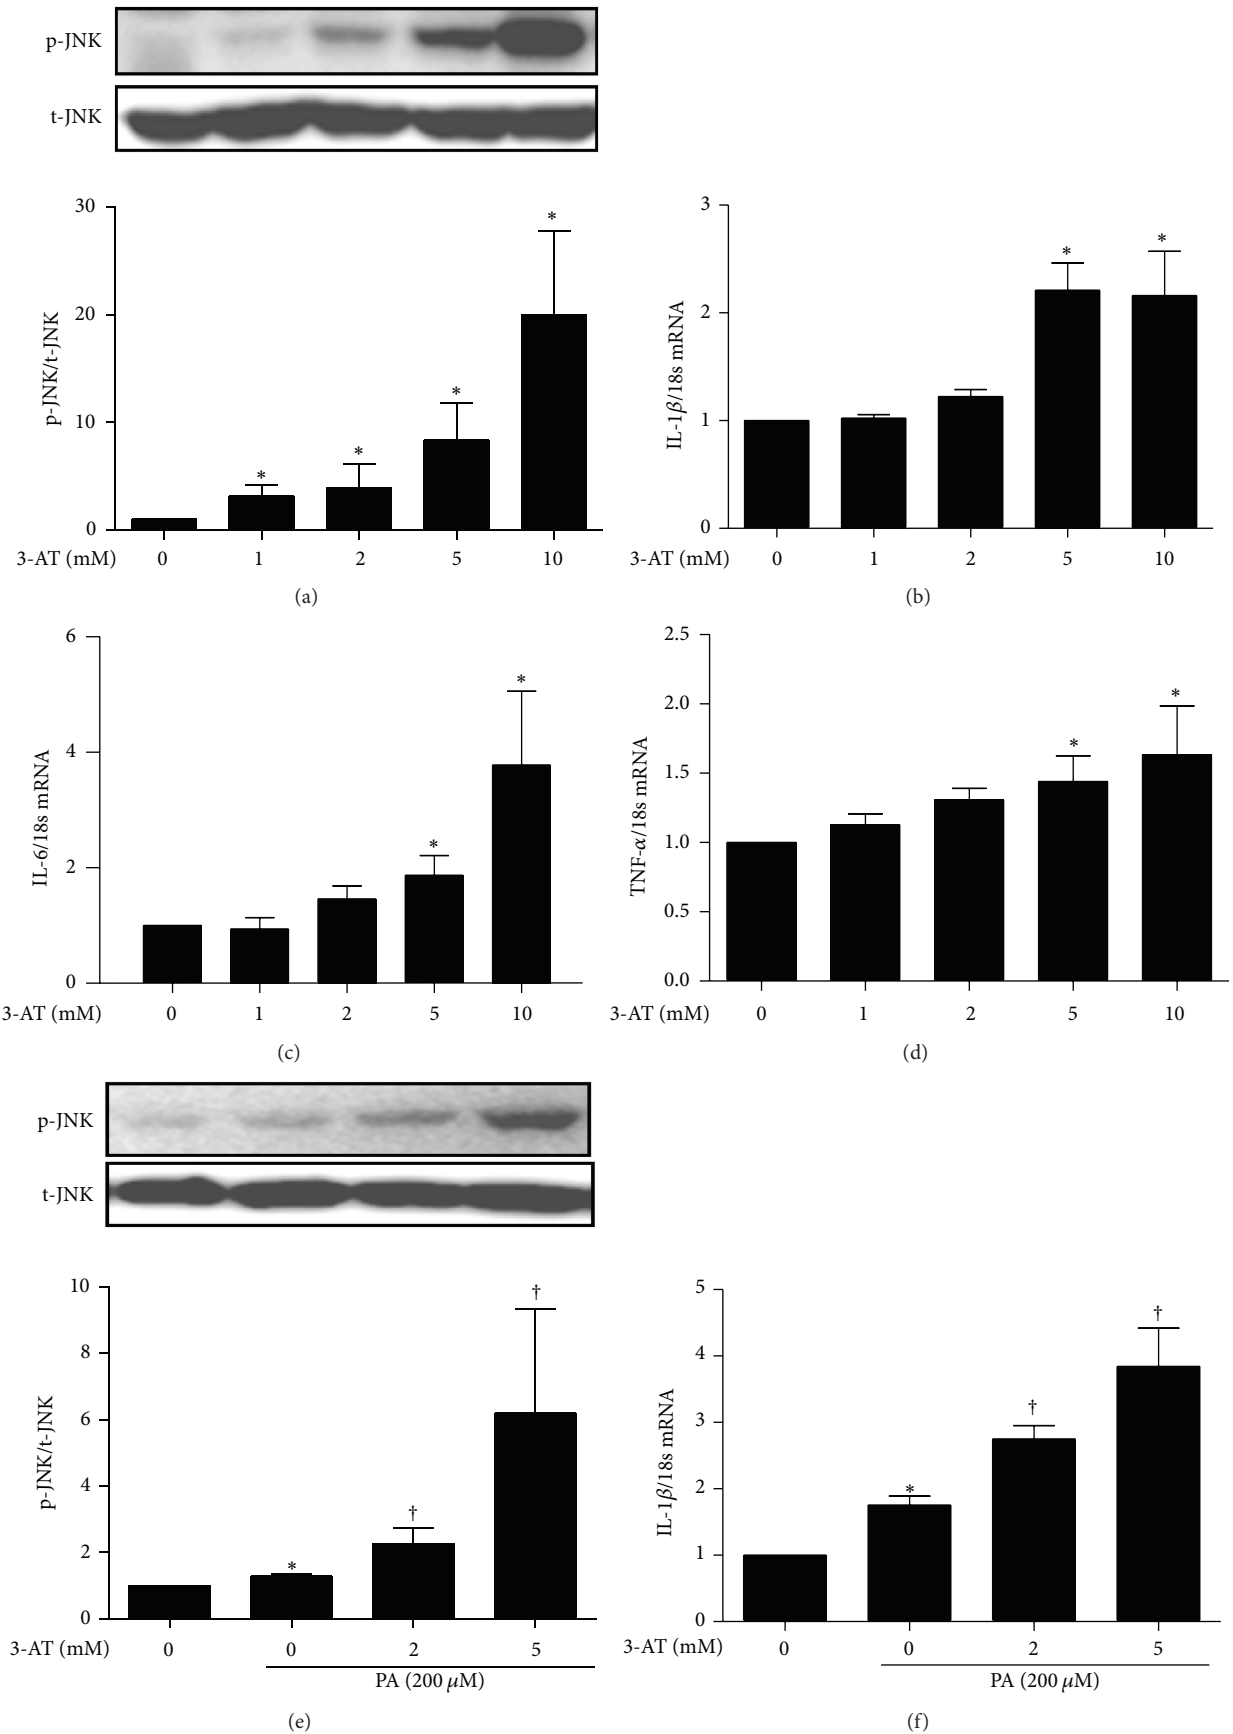 p-JNK
t-JNK
30
20
10
0
p-JNK/t-JNK
*
*
*
*
3-AT (mM) 0 1 2 5 10
(a)
3
2
1
0
IL-1β/18s mRNA
*
*
3-AT (mM) 0 1 2 5 10
(b)
6
4
2
0
IL-6/18s mRNA
*
*
3-AT (mM) 0 1 2 5 10
(c)
2.5
2.0
1.5
1.0
0.5
0.0
TNF-α/18s mRNA
*
*
3-AT (mM) 0 1 2 5 10
(d)
p-JNK
t-JNK
10
8
6
4
2
0
p-JNK/t-JNK
*
†
†
3-AT (mM) 0 0 2 5
PA (200 μM)
(e)
5
4
3
2
1
0
IL-1β/18s mRNA
*
†
†
3-AT (mM) 0 0 2 5
PA (200 μM)
(f)